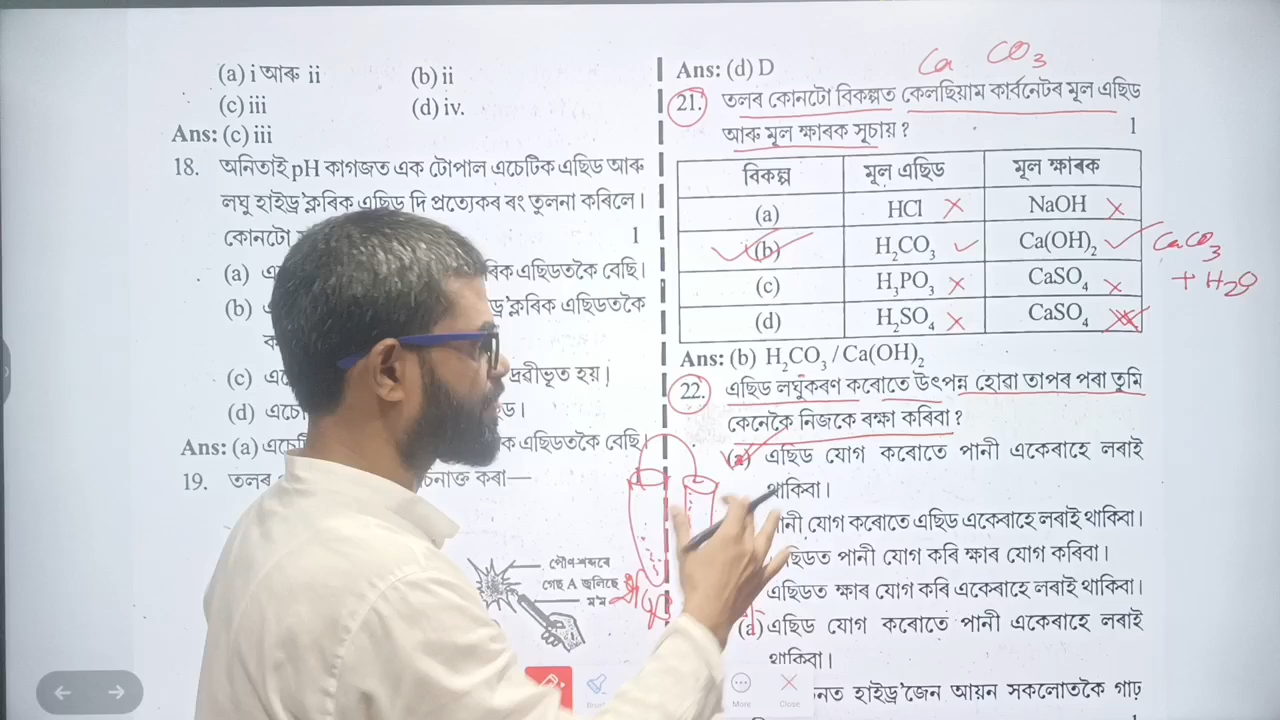 (a) i আৰু ii (b) ii
(c) iii (d) iv.
Ans: (c) iii
18. অনিতাই pH কাগজত এক টোপাল এচেটিক এছিড আৰু
লঘু হাইড্ৰ'ক্লৰিক এছিড দি প্ৰত্যেকৰ ৰং তুলনা কৰিলে।
কোনটো 1
(a) ৰিক এছিডতকৈ বেছি।
(b) ড্ৰ'ক্লৰিক এছিডতকৈ
(c) দ্ৰৱীভূত হয়।
(d)
Ans: (a) ক এছিডতকৈ বেছি
19. তলৰ চিনাক্ত কৰা—
গেছ A জ্বলিছে
Ca CO3
Ans: (d) D
21. তলৰ কোনটো বিকল্পত কেলছিয়াম কাৰ্বনেটৰ মূল এছিড
আৰু মূল ক্ষাৰক সূচায়? 1
বিকল্প মূল এছিড মূল ক্ষাৰক
(a) HCl NaOH
(b) H₂CO₃ Ca(OH)₂ CaCO3
(c) H₃PO₃ CaSO₄ + H2O
(d) H₂SO₄ CaSO₄
Ans: (b) H₂CO₃ / Ca(OH)₂
22. এছিড লঘুকৰণ কৰোতে উৎপন্ন হোৱা তাপৰ পৰা তুমি
কেনেকৈ নিজকে ৰক্ষা কৰিবা?
(a) এছিড যোগ কৰোতে পানী একেৰাহে লৰাই
থাকিবা।
পানী যোগ কৰোতে এছিড একেৰাহে লৰাই থাকিবা।
এছিডত পানী যোগ কৰি ক্ষাৰ যোগ কৰিবা।
এছিডত ক্ষাৰ যোগ কৰি একেৰাহে লৰাই থাকিবা।
(a) এছিড যোগ কৰোতে পানী একেৰাহে লৰাই
থাকিবা।
হাইড্ৰ'জেন আয়ন সকলোতকৈ গাঢ়
More Close